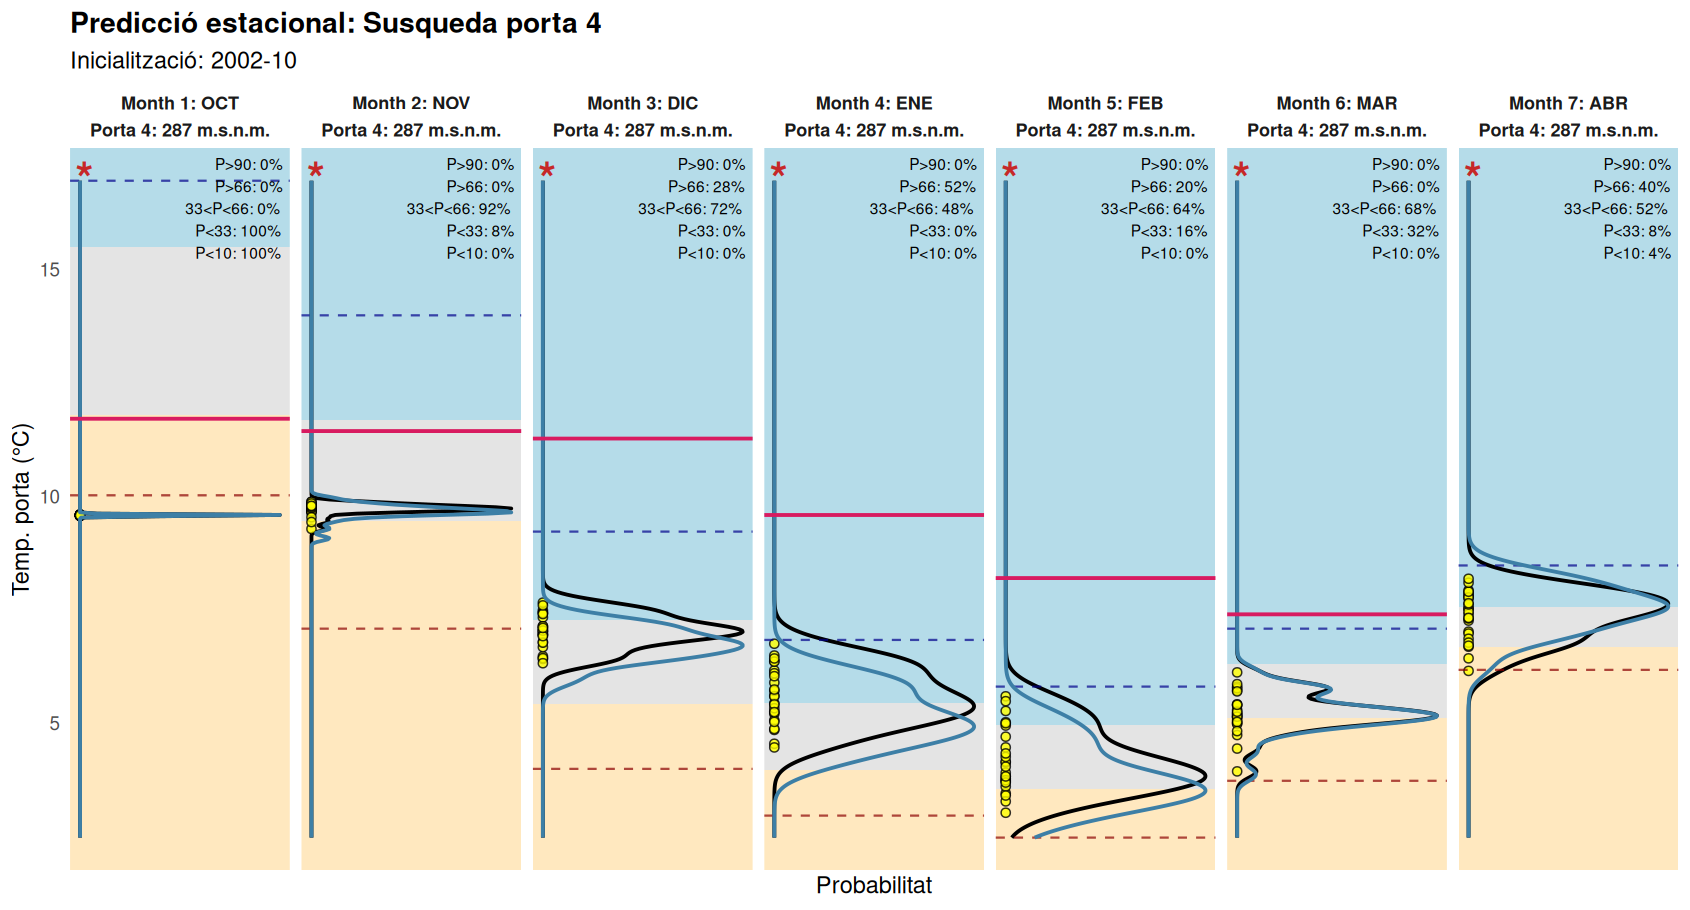 Predicció estacional: Susqueda porta 4
Inicialització: 2002-10
Month 1: OCT
Porta 4: 287 m.s.n.m.
Month 2: NOV
Porta 4: 287 m.s.n.m.
Month 3: DIC
Porta 4: 287 m.s.n.m.
Month 4: ENE
Porta 4: 287 m.s.n.m.
Month 5: FEB
Porta 4: 287 m.s.n.m.
Month 6: MAR
Porta 4: 287 m.s.n.m.
Month 7: ABR
Porta 4: 287 m.s.n.m.
*
P>90: 0%
P>66: 0%
33<P<66: 0%
P<33: 100%
P<10: 100%
*
P>90: 0%
P>66: 0%
33<P<66: 92%
P<33: 8%
P<10: 0%
*
P>90: 0%
P>66: 28%
33<P<66: 72%
P<33: 0%
P<10: 0%
*
P>90: 0%
P>66: 52%
33<P<66: 48%
P<33: 0%
P<10: 0%
*
P>90: 0%
P>66: 20%
33<P<66: 64%
P<33: 16%
P<10: 0%
*
P>90: 0%
P>66: 0%
33<P<66: 68%
P<33: 32%
P<10: 0%
*
P>90: 0%
P>66: 40%
33<P<66: 52%
P<33: 8%
P<10: 4%
15
10
5
Temp. porta (°C)
Probabilitat